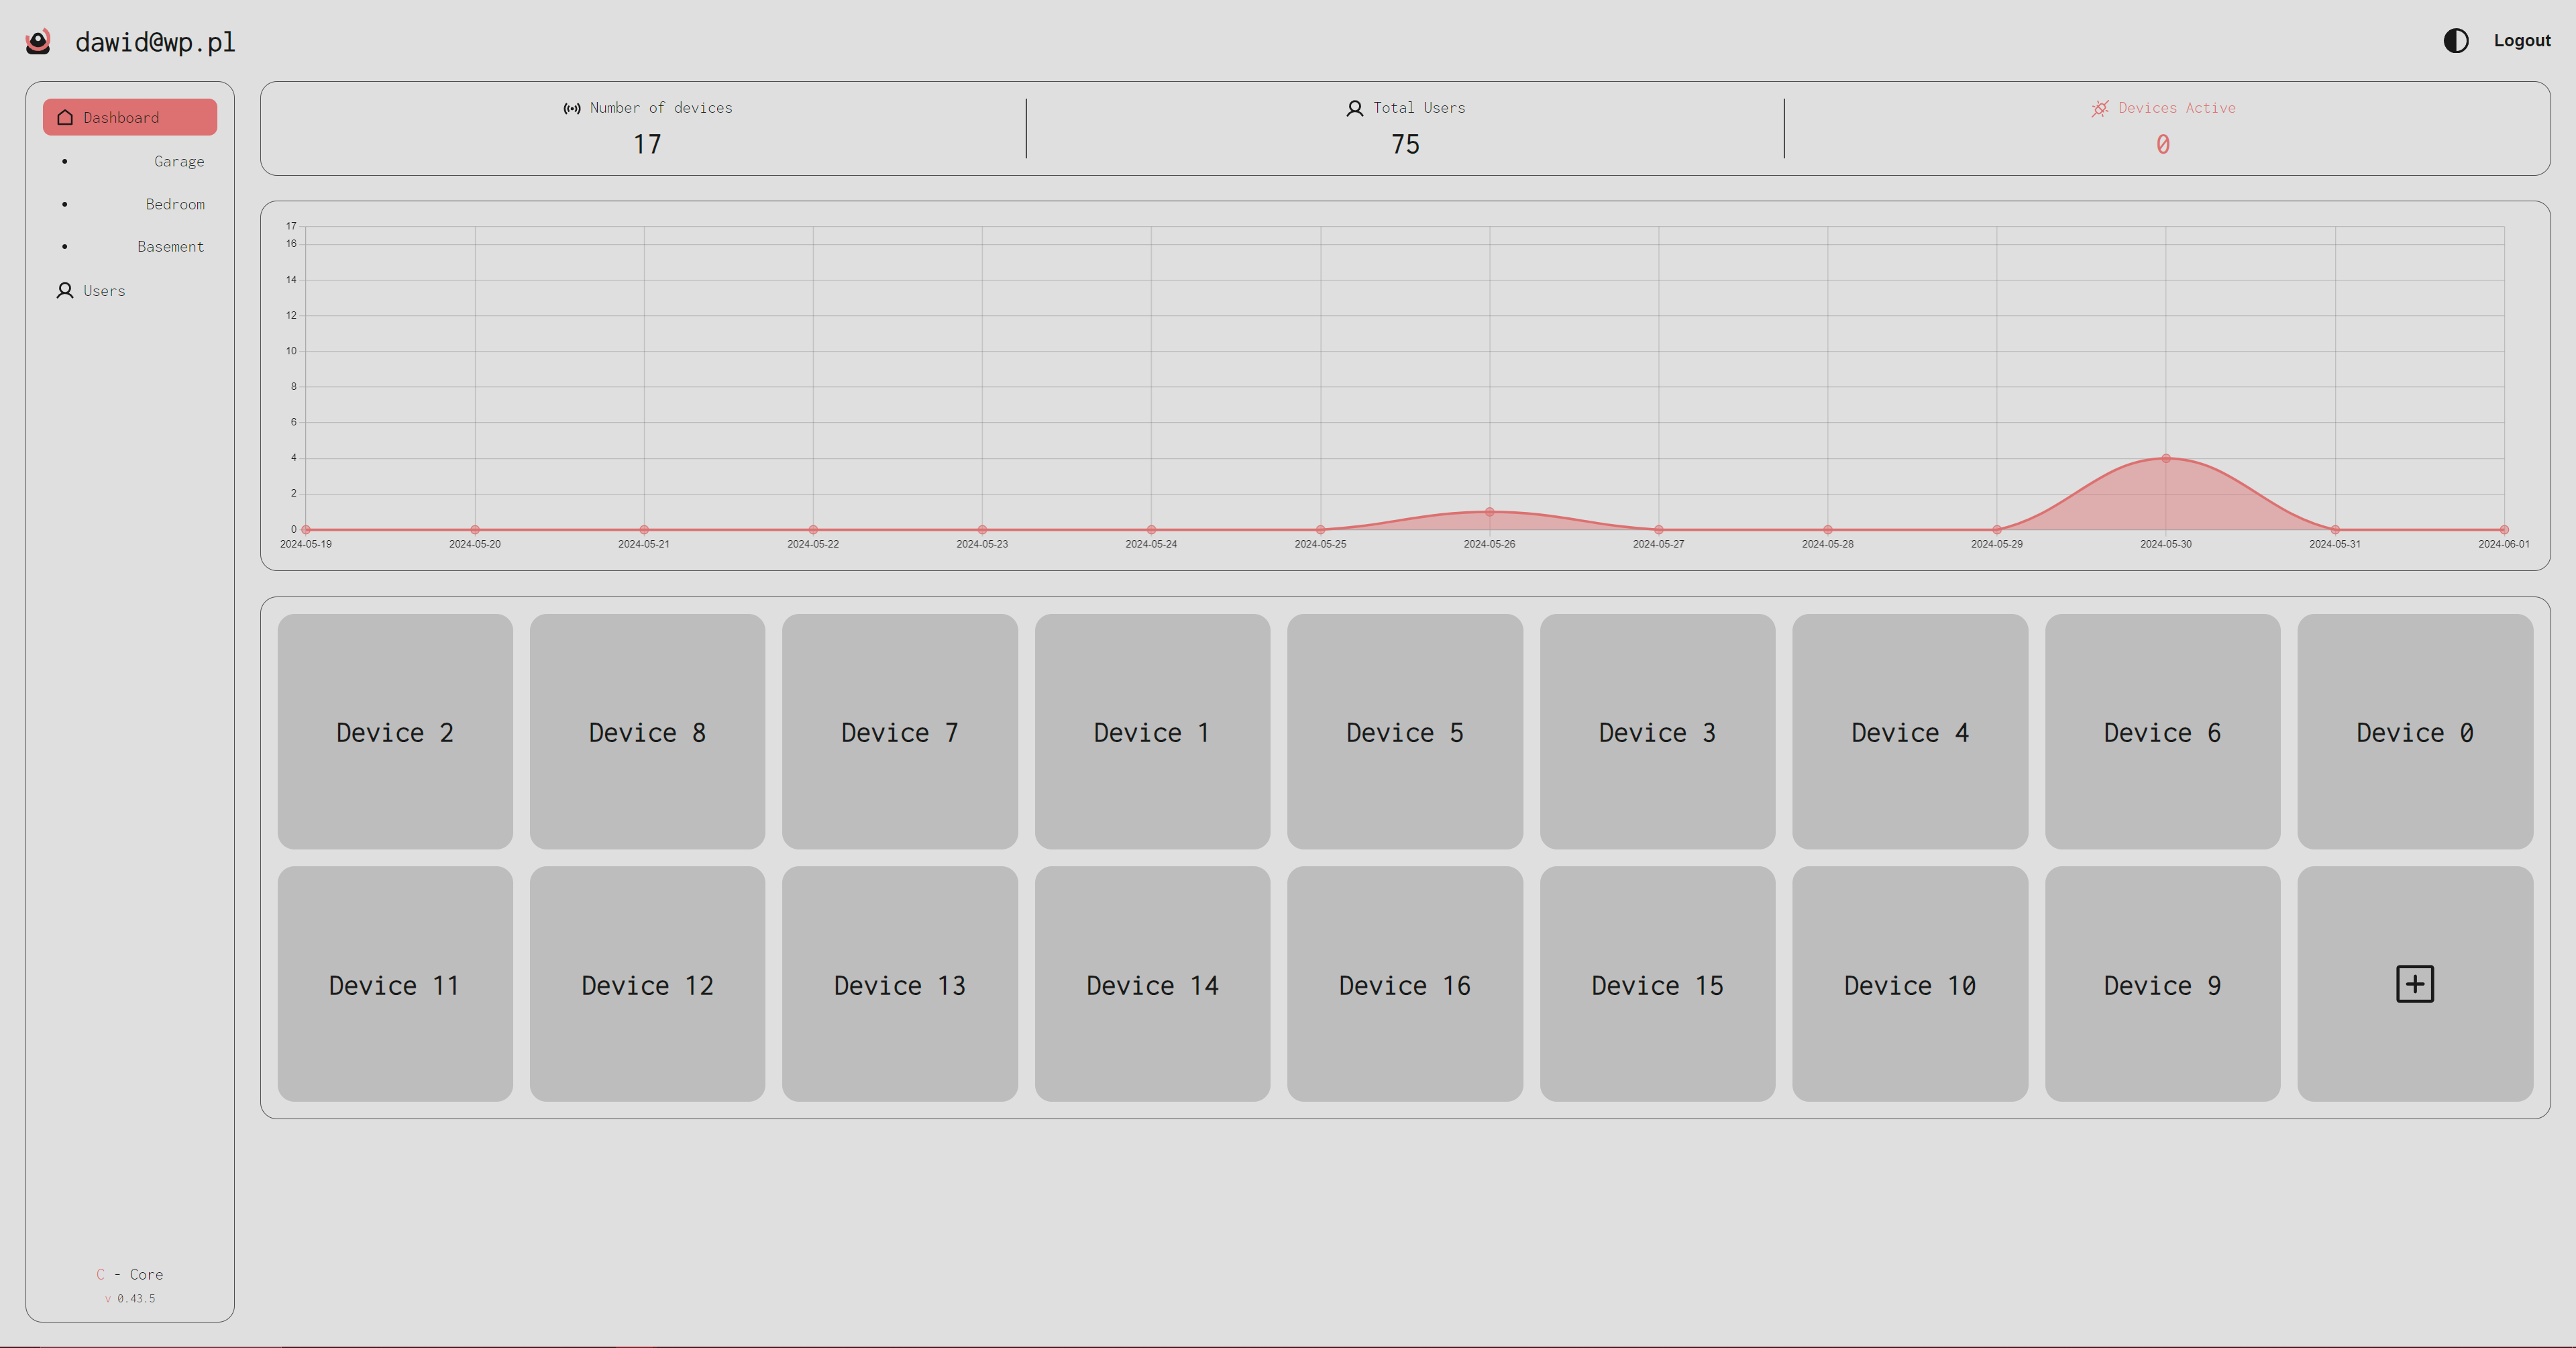 dawid@wp.pl
Logout
Dashboard
Garage
Bedroom
Basement
Users
C - Core
v 0.43.5
Number of devices
17
Total Users
75
Devices Active
0
17
16
14
12
10
8
6
4
2
0
2024-05-19 2024-05-20 2024-05-21 2024-05-22 2024-05-23 2024-05-24 2024-05-25 2024-05-26 2024-05-27 2024-05-28 2024-05-29 2024-05-30 2024-05-31 2024-06-01
Device 2 Device 8 Device 7 Device 1 Device 5 Device 3 Device 4 Device 6 Device 0
Device 11 Device 12 Device 13 Device 14 Device 16 Device 15 Device 10 Device 9